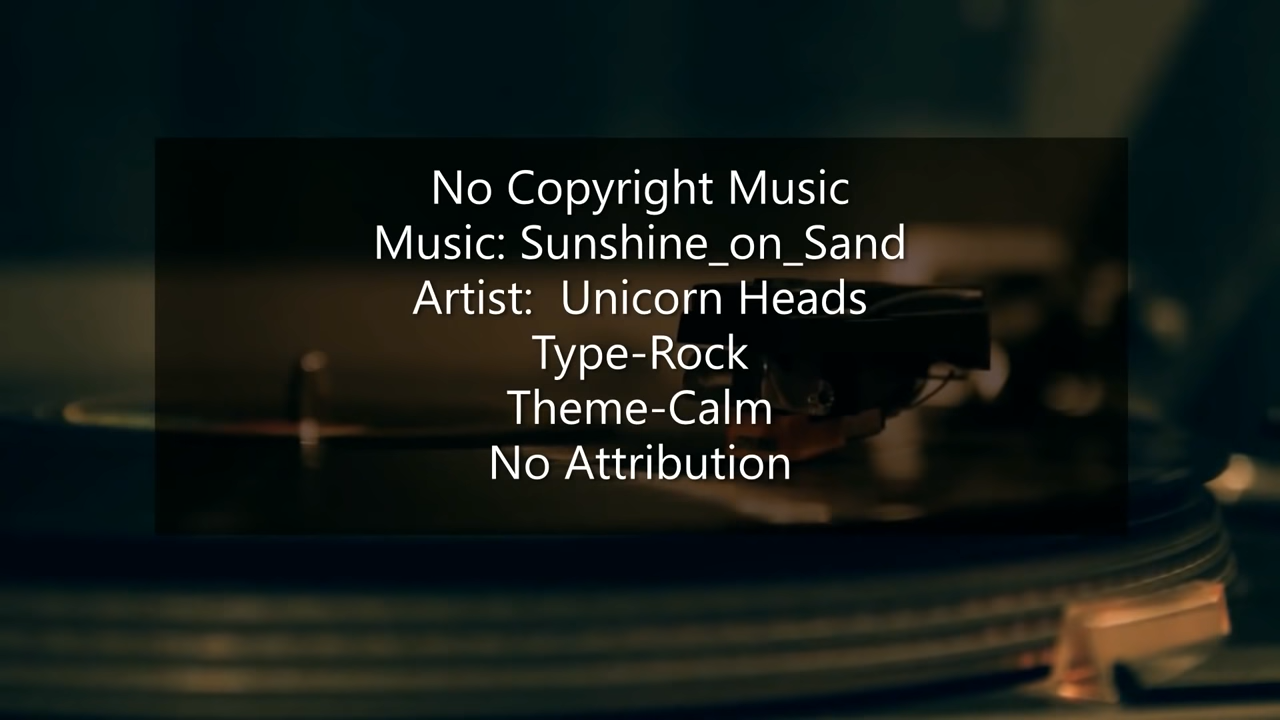 No Copyright Music
Music: Sunshine_on_Sand
Artist:  Unicorn Heads
Type-Rock
Theme-Calm
No Attribution